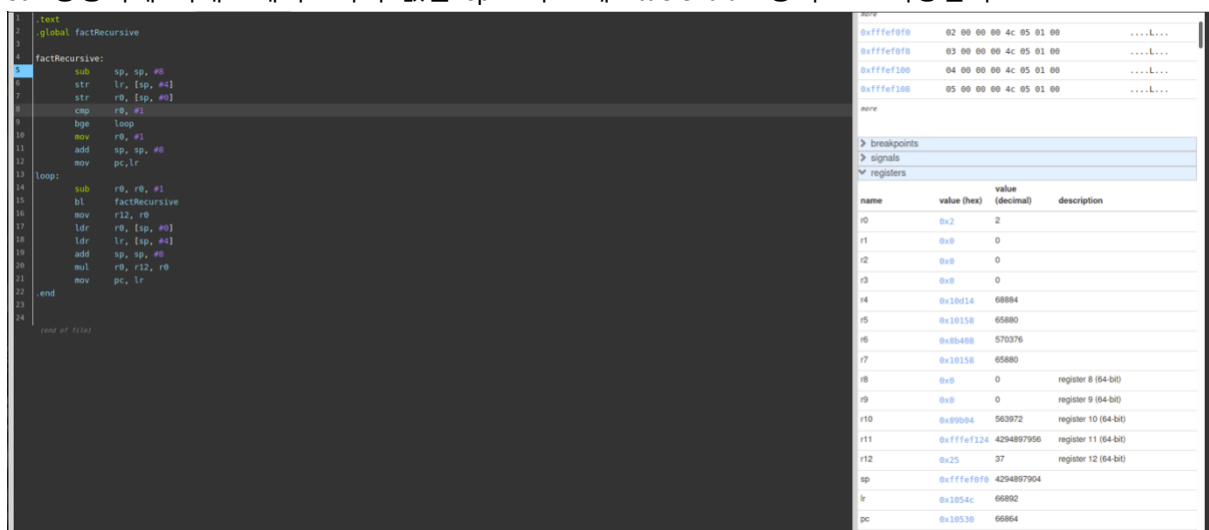 more
1 .text
2 .global factRecursive
3
4 factRecursive:
5 sub sp, sp, #8
6 str lr, [sp, #4]
7 str r0, [sp, #0]
8 cmp r0, #1
9 bge loop
10 mov r0, #1
11 add sp, sp, #8
12 mov pc,lr
13 loop:
14 sub r0, r0, #1
15 bl factRecursive
16 mov r12, r0
17 ldr r0, [sp, #0]
18 ldr lr, [sp, #4]
19 add sp, sp, #8
20 mul r0, r12, r0
21 mov pc, lr
22 .end
23
24
(end of file)
0xfffef0f0 02 00 00 00 4c 05 01 00 ....L...
0xfffef0f8 03 00 00 00 4c 05 01 00 ....L...
0xfffef100 04 00 00 00 4c 05 01 00 ....L...
0xfffef108 05 00 00 00 4c 05 01 00 ....L...
more
breakpoints
signals
registers
name value (hex) value (decimal) description
r0 0x2 2
r1 0x0 0
r2 0x0 0
r3 0x0 0
r4 0x10d14 68884
r5 0x10158 65880
r6 0x8b408 570376
r7 0x10158 65880
r8 0x0 0 register 8 (64-bit)
r9 0x0 0 register 9 (64-bit)
r10 0x89b04 563972 register 10 (64-bit)
r11 0xfffef124 4294897956 register 11 (64-bit)
r12 0x25 37 register 12 (64-bit)
sp 0xfffef0f0 4294897904
lr 0x1054c 66892
pc 0x10530 66864